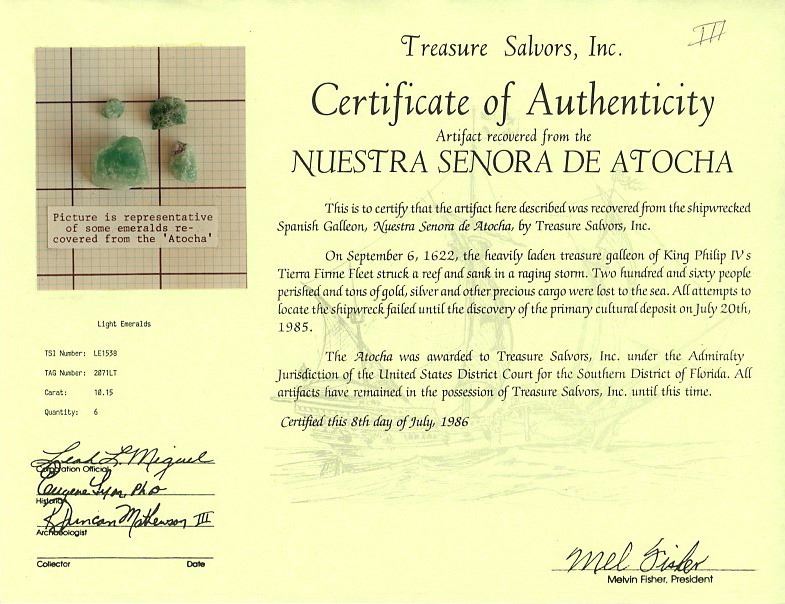 III
Treasure Salvors, Inc.
Certificate of Authenticity
Artifact recovered from the
NUESTRA SENORA DE ATOCHA
This is to certify that the artifact here described was recovered from the shipwrecked
Spanish Galleon, Nuestra Senora de Atocha, by Treasure Salvors, Inc.
On September 6, 1622, the heavily laden treasure galleon of King Philip IV's
Tierra Firme Fleet struck a reef and sank in a raging storm. Two hundred and sixty people
perished and tons of gold, silver and other precious cargo were lost to the sea. All attempts to
locate the shipwreck failed until the discovery of the primary cultural deposit on July 20th,
1985.
The Atocha was awarded to Treasure Salvors, Inc. under the Admiralty
Jurisdiction of the United States District Court for the Southern District of Florida. All
artifacts have remained in the possession of Treasure Salvors, Inc. until this time.
Certified this 8th day of July, 1986
Picture is representative
of some emeralds re-
covered from the 'Atocha'
Light Emeralds
TSI Number: LE1538
TAG Number: 2071LT
Carat: 10.15
Quantity: 6
Leah L. Miguel
Corporation Official
Eugene Lyon, PhD
Historian
R Duncan Mathewson III
Archeologist
Collector Date
Mel Fisher
Melvin Fisher, President